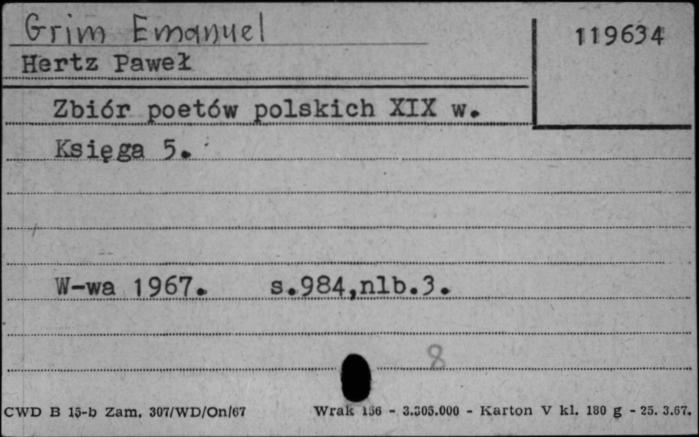 Grim Emanuel
119634
Hertz Paweł
Zbiór poetów polskich XIX w.
Księga 5.
W-wa 1967. s.984,nlb.3.
8
CWD B 15-b Zam. 307/WD/On/67 Wrak 156 - 3.305.000 - Karton V kl. 180 g - 25. 3.67.